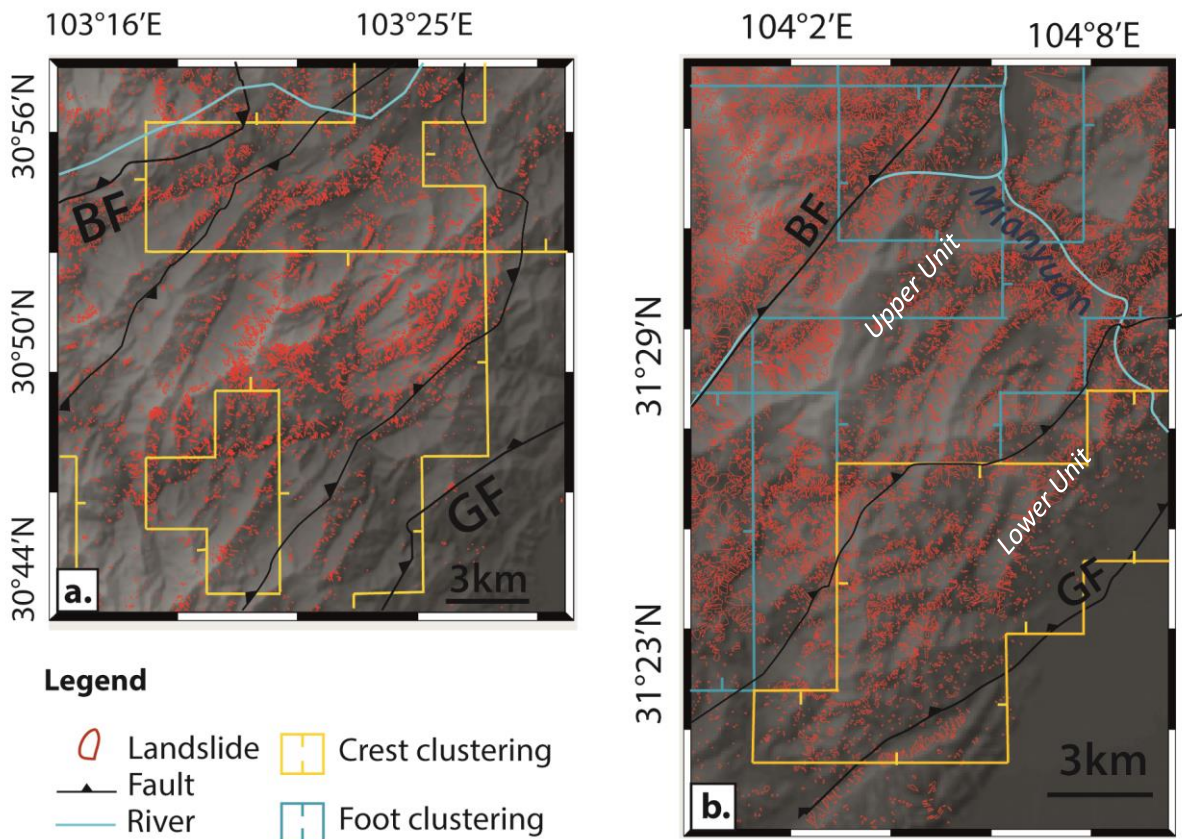 103°16′E 103°25′E
104°2′E 104°8′E
30°56′N
30°50′N
30°44′N
BF
GF
3km
a.
31°29′N
31°23′N
BF
Mianyuan
Upper Unit
Lower Unit
GF
3km
b.
Legend
Landslide
Fault
River
Crest clustering
Foot clustering